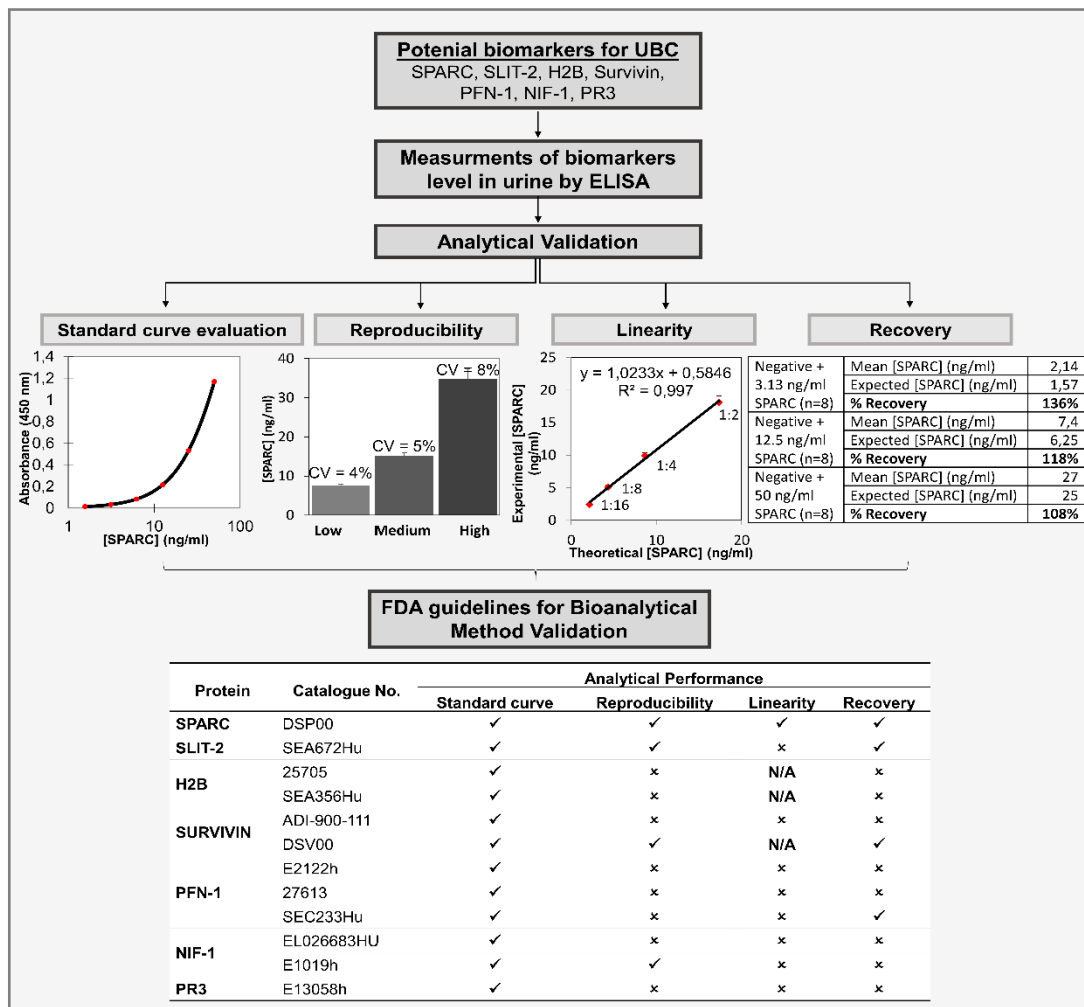 Potenial biomarkers for UBC
SPARC, SLIT-2, H2B, Survivin,
PFN-1, NIF-1, PR3
Measurments of biomarkers
level in urine by ELISA
Analytical Validation
Standard curve evaluation
Reproducibility
Linearity
Recovery
Absorbance (450 nm)
1,4
1,2
1
0,8
0,6
0,4
0,2
0
1 10 100
[SPARC] (ng/ml)
[SPARC] (ng/ml)
40
30
20
10
0
CV = 4%
CV = 5%
CV = 8%
Low Medium High
Experimental [SPARC]
(ng/ml)
25
20
15
10
5
0
y = 1,0233x + 0,5846
R² = 0,997
1:2
1:4
1:8
1:16
0 10 20
Theoretical [SPARC] (ng/ml)
Negative + Mean [SPARC] (ng/ml) 2,14
3.13 ng/ml Expected [SPARC] (ng/ml) 1,57
SPARC (n=8) % Recovery 136%
Negative + Mean [SPARC] (ng/ml) 7,4
12.5 ng/ml Expected [SPARC] (ng/ml) 6,25
SPARC (n=8) % Recovery 118%
Negative + Mean [SPARC] (ng/ml) 27
50 ng/ml Expected [SPARC] (ng/ml) 25
SPARC (n=8) % Recovery 108%
FDA guidelines for Bioanalytical
Method Validation
Protein Catalogue No. Analytical Performance
Standard curve Reproducibility Linearity Recovery
SPARC DSP00 ✓ ✓ ✓ ✓
SLIT-2 SEA672Hu ✓ ✓ × ✓
H2B
25705 ✓ × N/A ×
SEA356Hu ✓ × N/A ×
SURVIVIN
ADI-900-111 ✓ × × ×
DSV00 ✓ ✓ N/A ✓
PFN-1
E2122h ✓ × × ×
27613 ✓ × × ×
SEC233Hu ✓ × × ✓
NIF-1
EL026683HU ✓ × × ×
E1019h ✓ ✓ × ×
PR3 E13058h ✓ × × ×